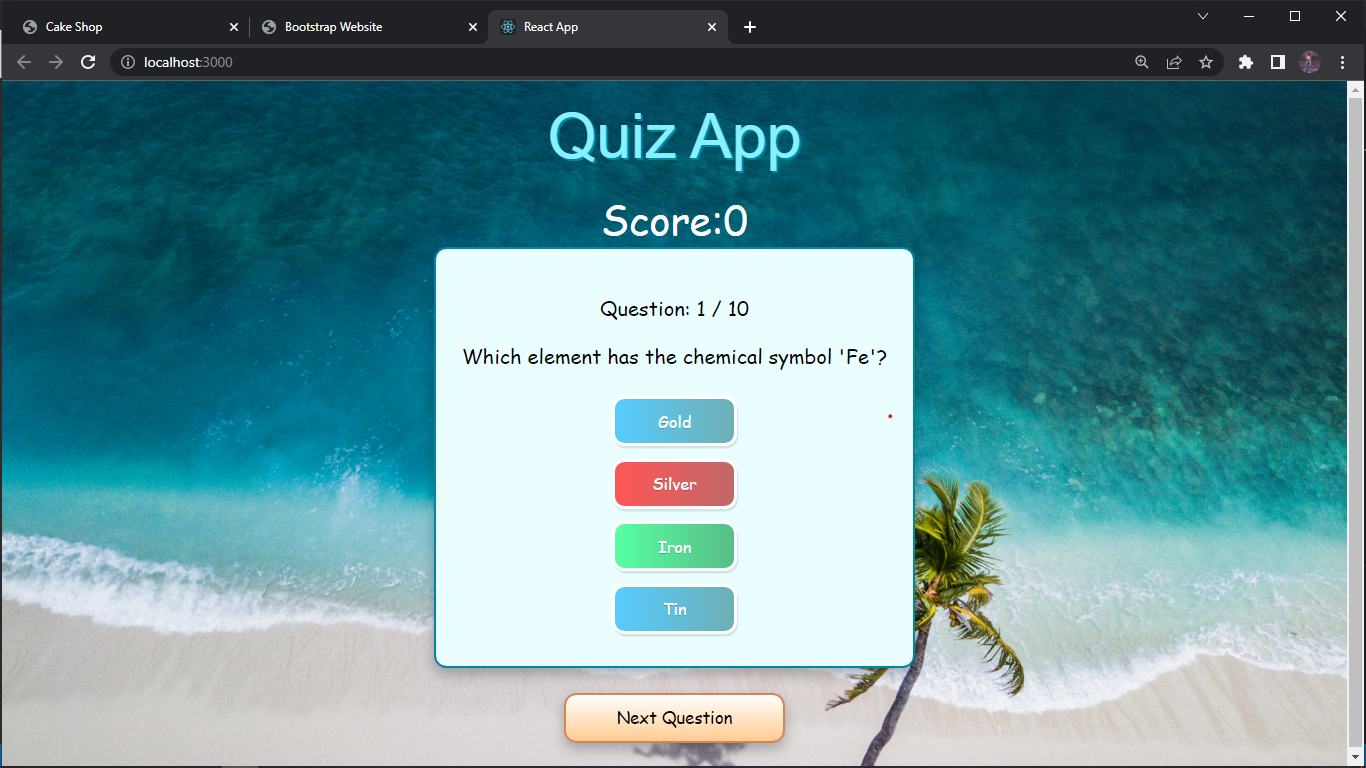 Cake Shop
Bootstrap Website
React App
localhost:3000
Quiz App
Score:0
Question: 1 / 10
Which element has the chemical symbol 'Fe'?
Gold
Silver
Iron
Tin
Next Question